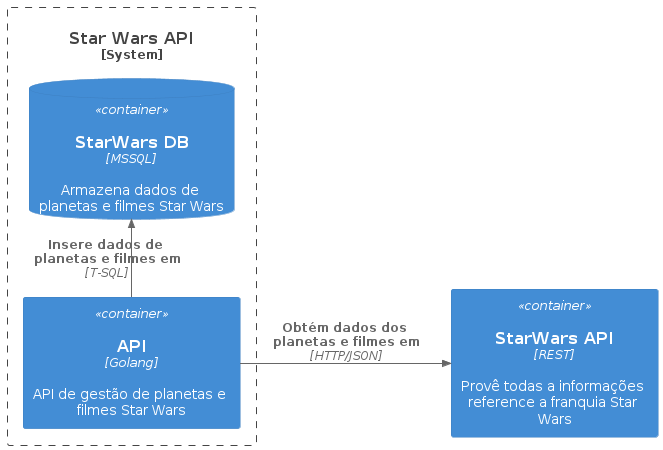 Star Wars API
[System]
«container»
StarWars DB
[MSSQL]
Armazena dados de
planetas e filmes Star Wars
Insere dados de
planetas e filmes em
[T-SQL]
«container»
API
[Golang]
API de gestão de planetas e
filmes Star Wars
Obtém dados dos
planetas e filmes em
[HTTP/JSON]
«container»
StarWars API
[REST]
Provê todas a informações
reference a franquia Star
Wars